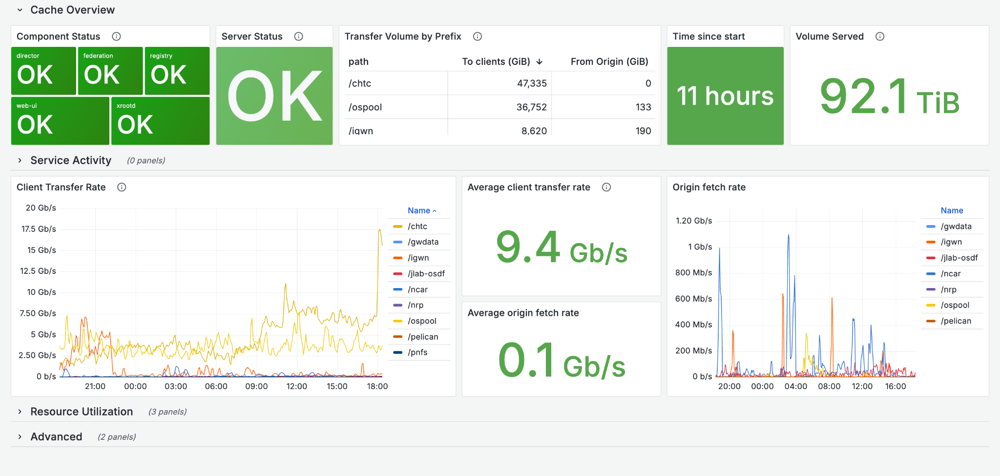 Cache Overview
Component Status
director
OK
federation
OK
registry
OK
web-ui
OK
xrootd
OK
Server Status
OK
Transfer Volume by Prefix
path To clients (GiB) From Origin (GiB)
/chtc 47,335 0
/ospool 36,752 133
/igwn 8,620 190
Time since start
11 hours
Volume Served
92.1 TiB
Service Activity (0 panels)
Client Transfer Rate
20 Gb/s
17.5 Gb/s
15 Gb/s
12.5 Gb/s
10 Gb/s
7.50 Gb/s
5 Gb/s
2.50 Gb/s
0 b/s
21:00 00:00 03:00 06:00 09:00 12:00 15:00 18:00
Name
/chtc
/gwdata
/igwn
/jlab-osdf
/ncar
/nrp
/ospool
/pelican
/pnfs
Average client transfer rate
9.4 Gb/s
Average origin fetch rate
0.1 Gb/s
Origin fetch rate
1.20 Gb/s
1 Gb/s
800 Mb/s
600 Mb/s
400 Mb/s
200 Mb/s
0 b/s
20:00 00:00 04:00 08:00 12:00 16:00
Name
/gwdata
/igwn
/jlab-osdf
/ncar
/nrp
/ospool
/pelican
Resource Utilization (3 panels)
Advanced (2 panels)